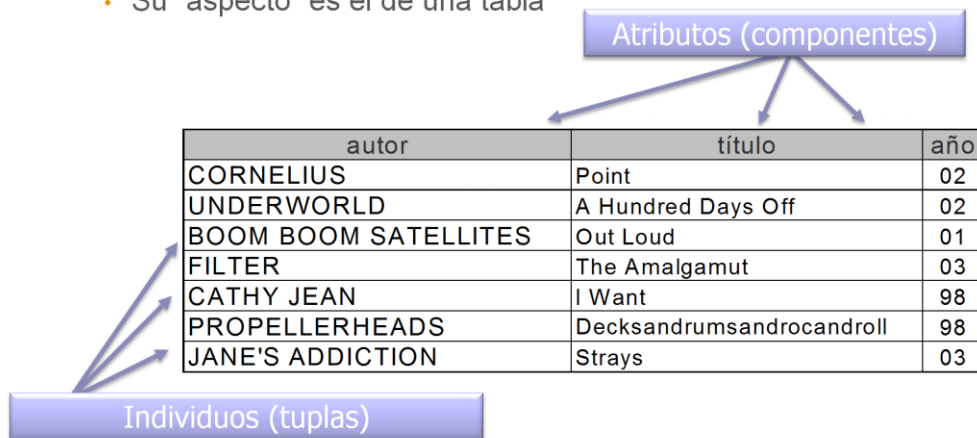 • Su "aspecto" es el de una tabla
Atributos (componentes)
autor título año
CORNELIUS Point 02
UNDERWORLD A Hundred Days Off 02
BOOM BOOM SATELLITES Out Loud 01
FILTER The Amalgamut 03
CATHY JEAN I Want 98
PROPELLERHEADS Decksandrumsandrocandroll 98
JANE'S ADDICTION Strays 03
Individuos (tuplas)